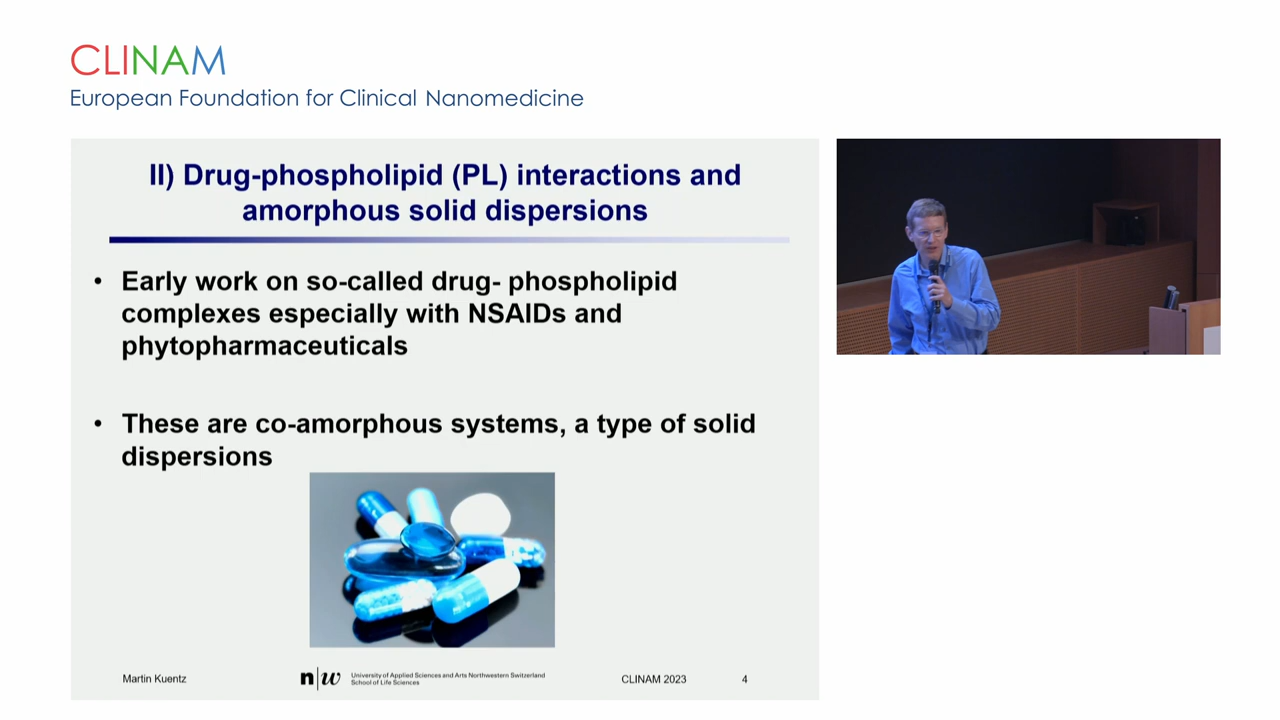 CLINAM
European Foundation for Clinical Nanomedicine
II) Drug-phospholipid (PL) interactions and
amorphous solid dispersions
• Early work on so-called drug- phospholipid
complexes especially with NSAIDs and
phytopharmaceuticals
• These are co-amorphous systems, a type of solid
dispersions
Martin Kuentz
n|w
University of Applied Sciences and Arts Northwestern Switzerland
School of Life Sciences
CLINAM 2023
4